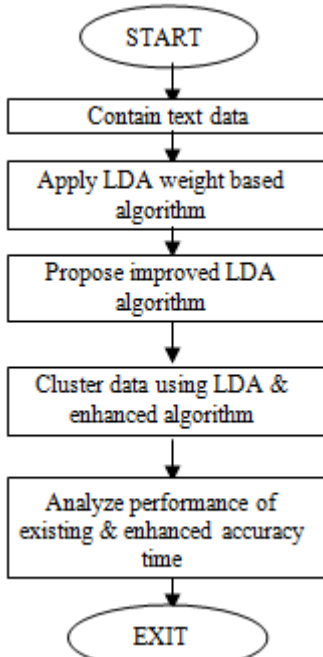 START
Contain text data
Apply LDA weight based
algorithm
Propose improved LDA
algorithm
Cluster data using LDA &
enhanced algorithm
Analyze performance of
existing & enhanced accuracy
time
EXIT